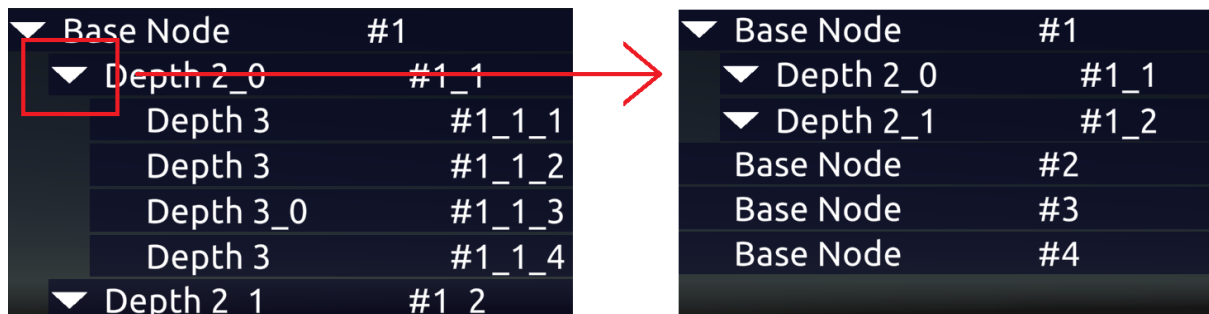 Base Node #1
Depth 2_0 #1_1
Depth 3 #1_1_1
Depth 3 #1_1_2
Depth 3_0 #1_1_3
Depth 3 #1_1_4
Depth 2_1 #1_2
Base Node #1
Depth 2_0 #1_1
Depth 2_1 #1_2
Base Node #2
Base Node #3
Base Node #4